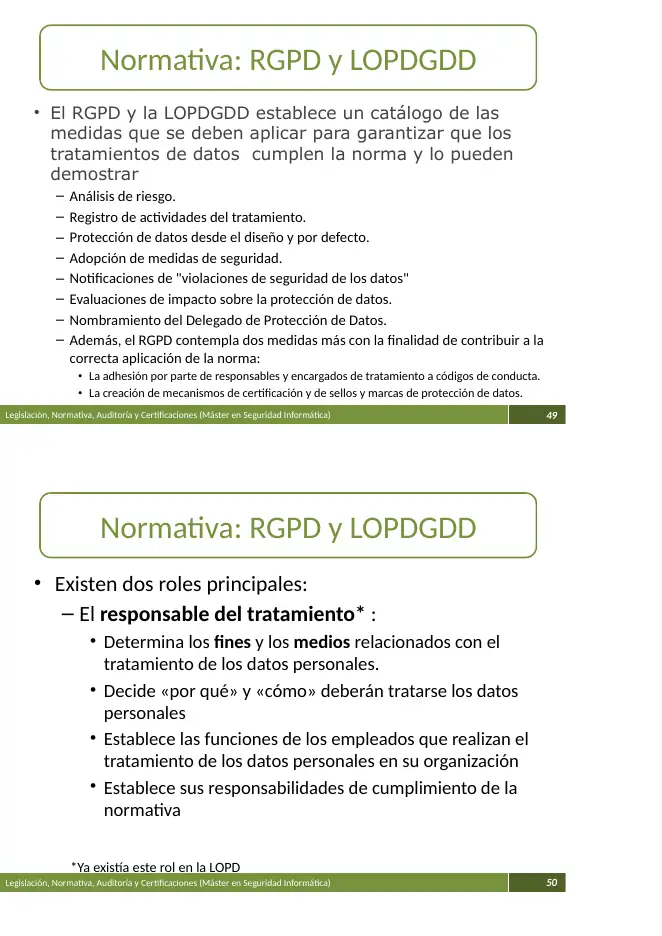 Normativa: RGPD y LOPDGDD
• El RGPD y la LOPDGDD establece un catálogo de las
medidas que se deben aplicar para garantizar que los
tratamientos de datos  cumplen la norma y lo pueden
demostrar
– Análisis de riesgo.
– Registro de actividades del tratamiento.
– Protección de datos desde el diseño y por defecto.
– Adopción de medidas de seguridad.
– Notificaciones de "violaciones de seguridad de los datos"
– Evaluaciones de impacto sobre la protección de datos.
– Nombramiento del Delegado de Protección de Datos.
– Además, el RGPD contempla dos medidas más con la finalidad de contribuir a la
correcta aplicación de la norma:
• La adhesión por parte de responsables y encargados de tratamiento a códigos de conducta.
• La creación de mecanismos de certificación y de sellos y marcas de protección de datos.
Legislación, Normativa, Auditoría y Certificaciones (Máster en Seguridad Informática) 49
Normativa: RGPD y LOPDGDD
• Existen dos roles principales:
– El responsable del tratamiento* :
• Determina los fines y los medios relacionados con el
tratamiento de los datos personales.
• Decide «por qué» y «cómo» deberán tratarse los datos
personales
• Establece las funciones de los empleados que realizan el
tratamiento de los datos personales en su organización
• Establece sus responsabilidades de cumplimiento de la
normativa
*Ya existía este rol en la LOPD
Legislación, Normativa, Auditoría y Certificaciones (Máster en Seguridad Informática) 50